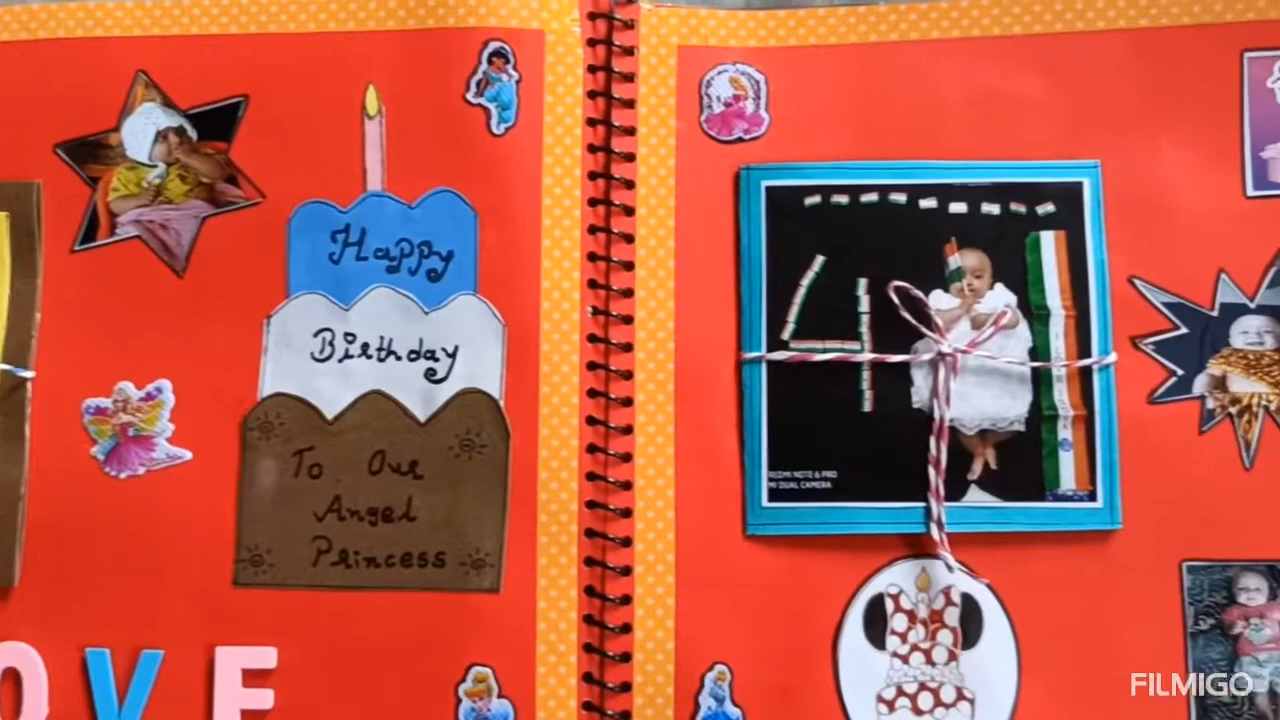 Happy
Birthday
To Our
Angel
Princess
OVE
4
REDMI NOTE 6 PRO
MI DUAL CAMERA
FILMIGO